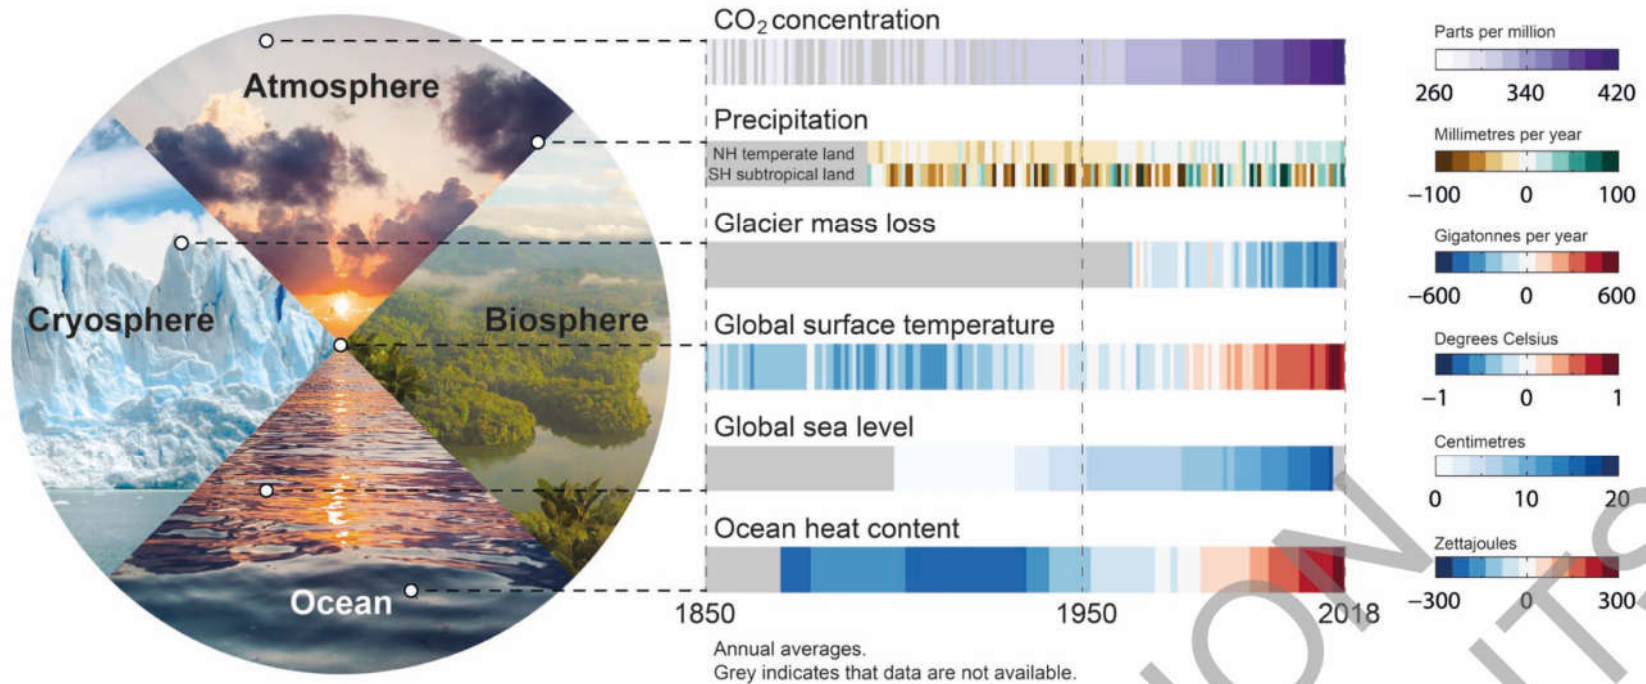 Atmosphere
Cryosphere
Biosphere
Ocean
CO₂ concentration
Precipitation
NH temperate land
SH subtropical land
Glacier mass loss
Global surface temperature
Global sea level
Ocean heat content
1850
1950
2018
Annual averages.
Grey indicates that data are not available.
Parts per million
260 340 420
Millimetres per year
−100 0 100
Gigatonnes per year
−600 0 600
Degrees Celsius
−1 0 1
Centimetres
0 10 20
Zettajoules
−300 0 300